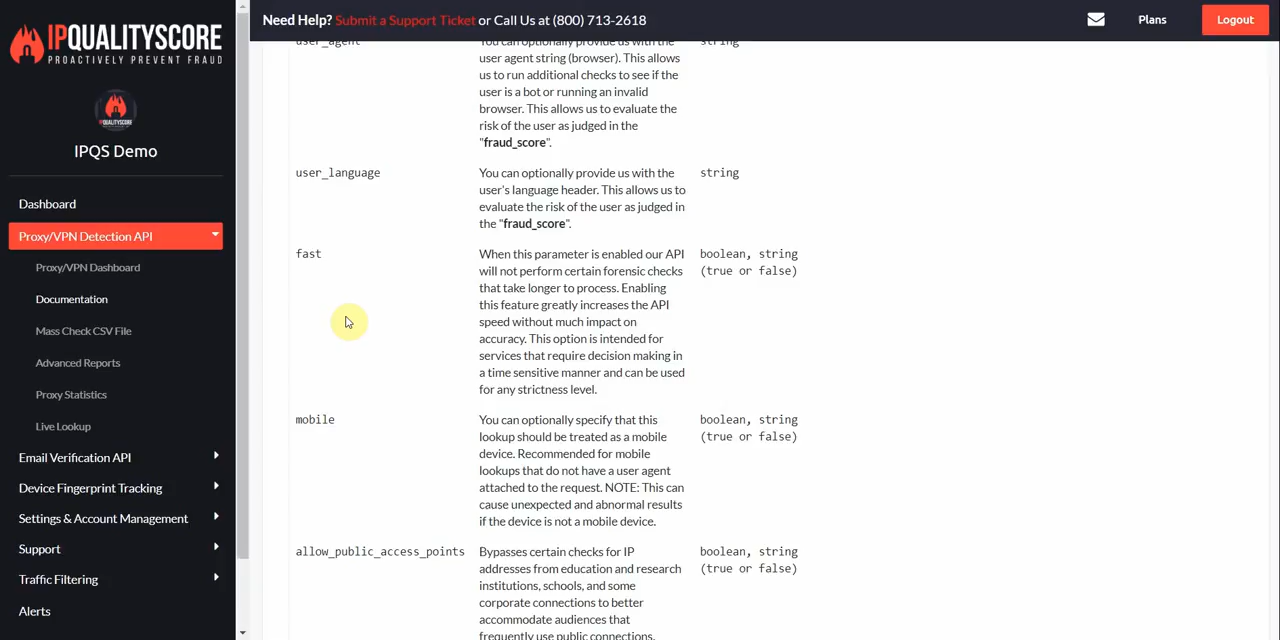 Need Help? Submit a Support Ticket or Call Us at (800) 713-2618
Plans
Logout
IPQUALITYSCORE
PROACTIVELY PREVENT FRAUD
IPQUALITYSCORE
IPQS Demo
Dashboard
Proxy/VPN Detection API
Proxy/VPN Dashboard
Documentation
Mass Check CSV File
Advanced Reports
Proxy Statistics
Live Lookup
Email Verification API
Device Fingerprint Tracking
Settings & Account Management
Support
Traffic Filtering
Alerts
user_agent
You can optionally provide us with the
user agent string (browser). This allows
us to run additional checks to see if the
user is a bot or running an invalid
browser. This allows us to evaluate the
risk of the user as judged in the
"fraud_score".
string
user_language
You can optionally provide us with the
user's language header. This allows us to
evaluate the risk of the user as judged in
the "fraud_score".
string
fast
When this parameter is enabled our API
will not perform certain forensic checks
that take longer to process. Enabling
this feature greatly increases the API
speed without much impact on
accuracy. This option is intended for
services that require decision making in
a time sensitive manner and can be used
for any strictness level.
boolean, string
(true or false)
mobile
You can optionally specify that this
lookup should be treated as a mobile
device. Recommended for mobile
lookups that do not have a user agent
attached to the request. NOTE: This can
cause unexpected and abnormal results
if the device is not a mobile device.
boolean, string
(true or false)
allow_public_access_points
Bypasses certain checks for IP
addresses from education and research
institutions, schools, and some
corporate connections to better
accommodate audiences that
frequently use public connections.
boolean, string
(true or false)